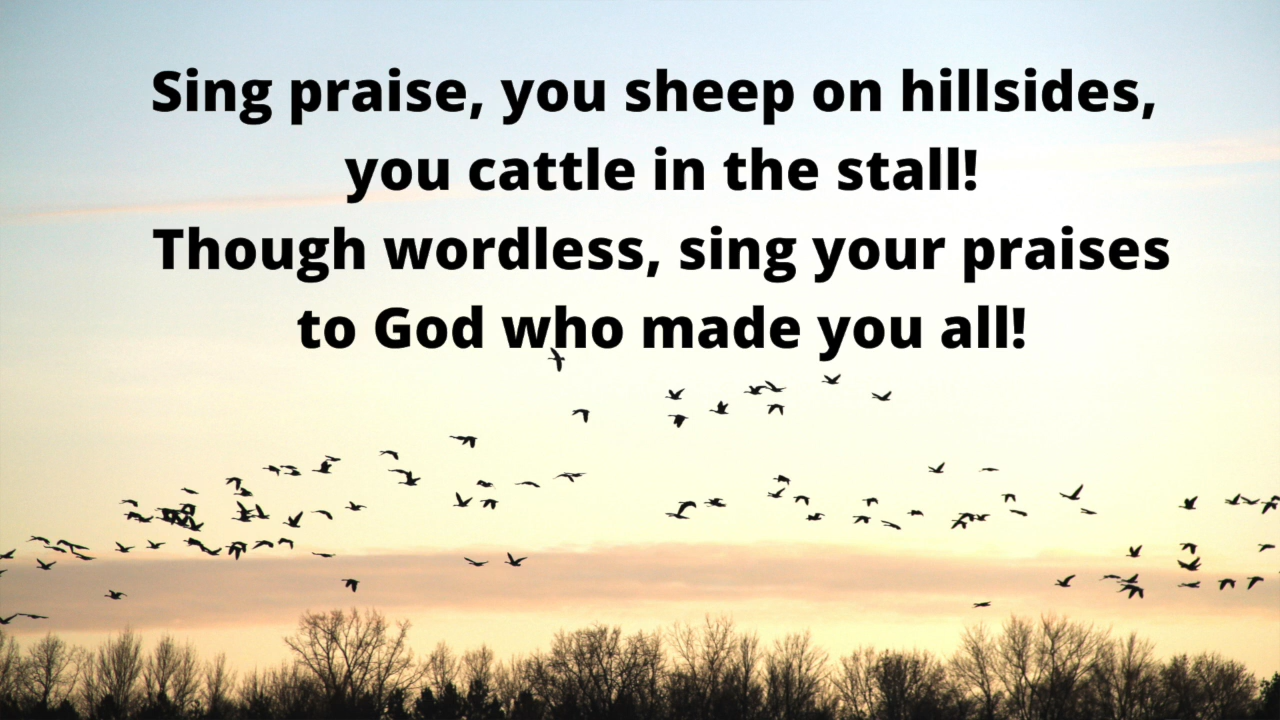 Sing praise, you sheep on hillsides,
you cattle in the stall!
Though wordless, sing your praises
to God who made you all!